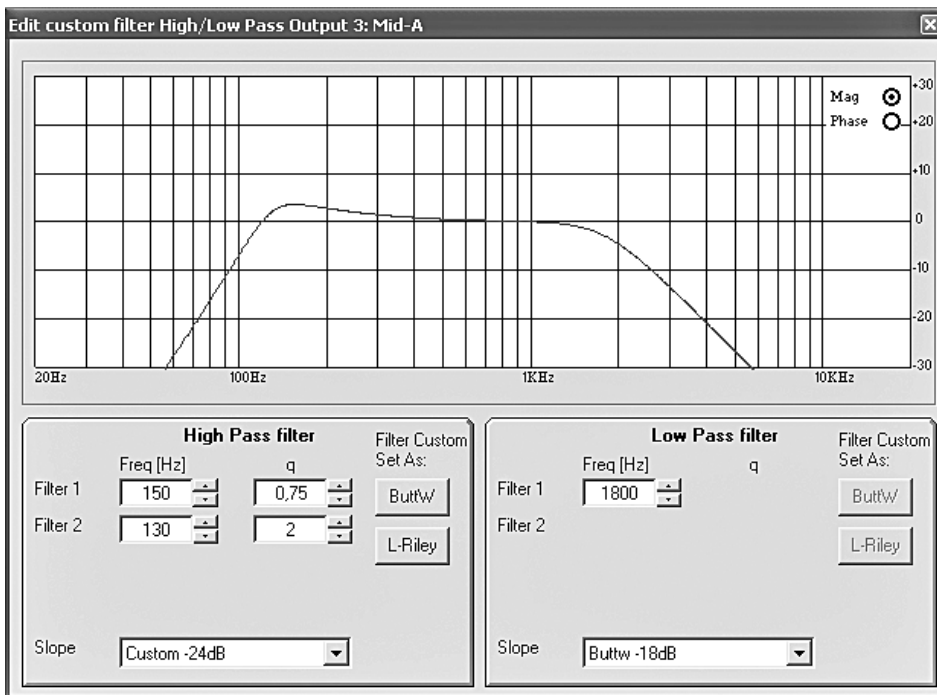 Edit custom filter High/Low Pass Output 3: Mid-A
Mag
Phase
+30
+20
+10
0
-10
-20
-30
20Hz 100Hz 1KHz 10KHz
High Pass filter
Freq [Hz] q
Filter 1 150 0,75
Filter 2 130 2
Filter Custom
Set As:
ButtW
L-Riley
Slope Custom -24dB
Low Pass filter
Freq [Hz] q
Filter 1 1800
Filter 2
Filter Custom
Set As:
ButtW
L-Riley
Slope Buttw -18dB